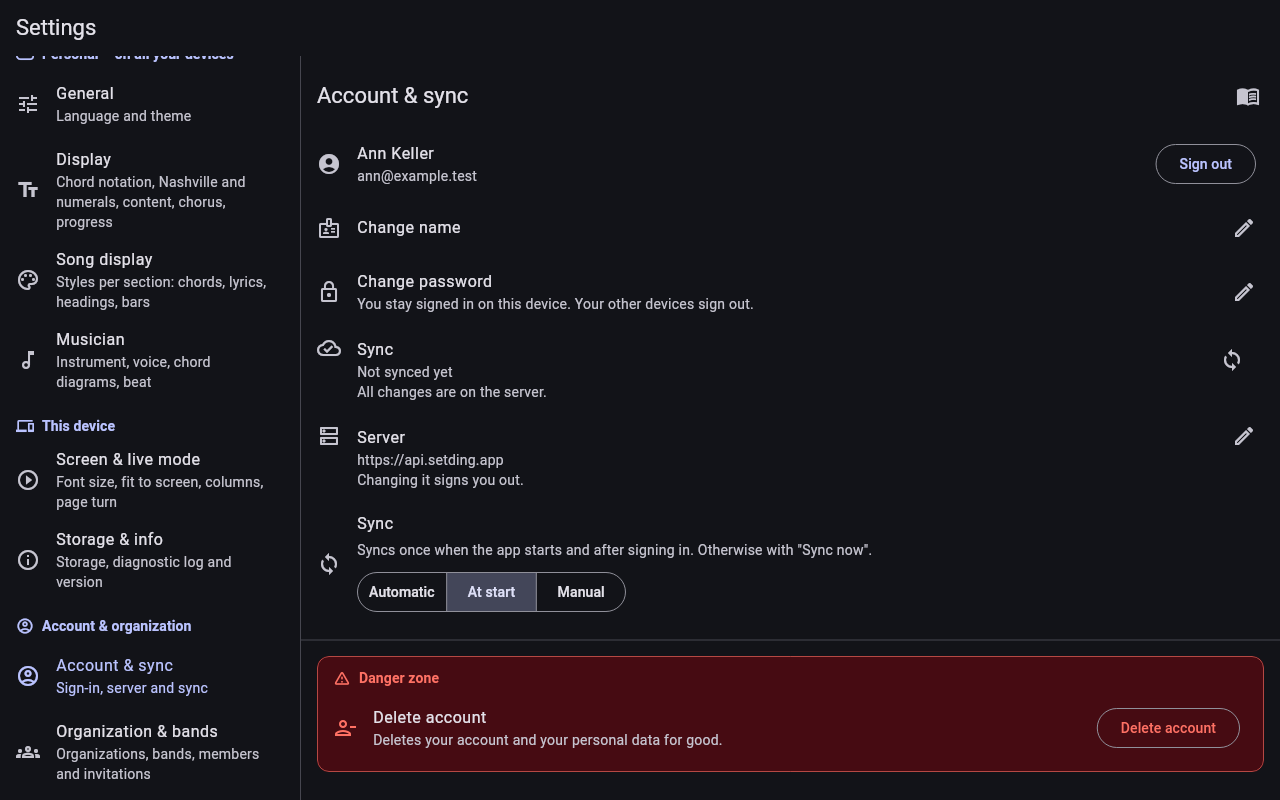 Settings
Personal – on all your devices
General
Language and theme
Display
Chord notation, Nashville and
numerals, content, chorus,
progress
Song display
Styles per section: chords, lyrics,
headings, bars
Musician
Instrument, voice, chord
diagrams, beat
This device
Screen & live mode
Font size, fit to screen, columns,
page turn
Storage & info
Storage, diagnostic log and
version
Account & organization
Account & sync
Sign-in, server and sync
Organization & bands
Organizations, bands, members
and invitations
Account & sync
Ann Keller
ann@example.test
Sign out
Change name
Change password
You stay signed in on this device. Your other devices sign out.
Sync
Not synced yet
All changes are on the server.
Server
https://api.setding.app
Changing it signs you out.
Sync
Syncs once when the app starts and after signing in. Otherwise with "Sync now".
Automatic
At start
Manual
Danger zone
Delete account
Deletes your account and your personal data for good.
Delete account